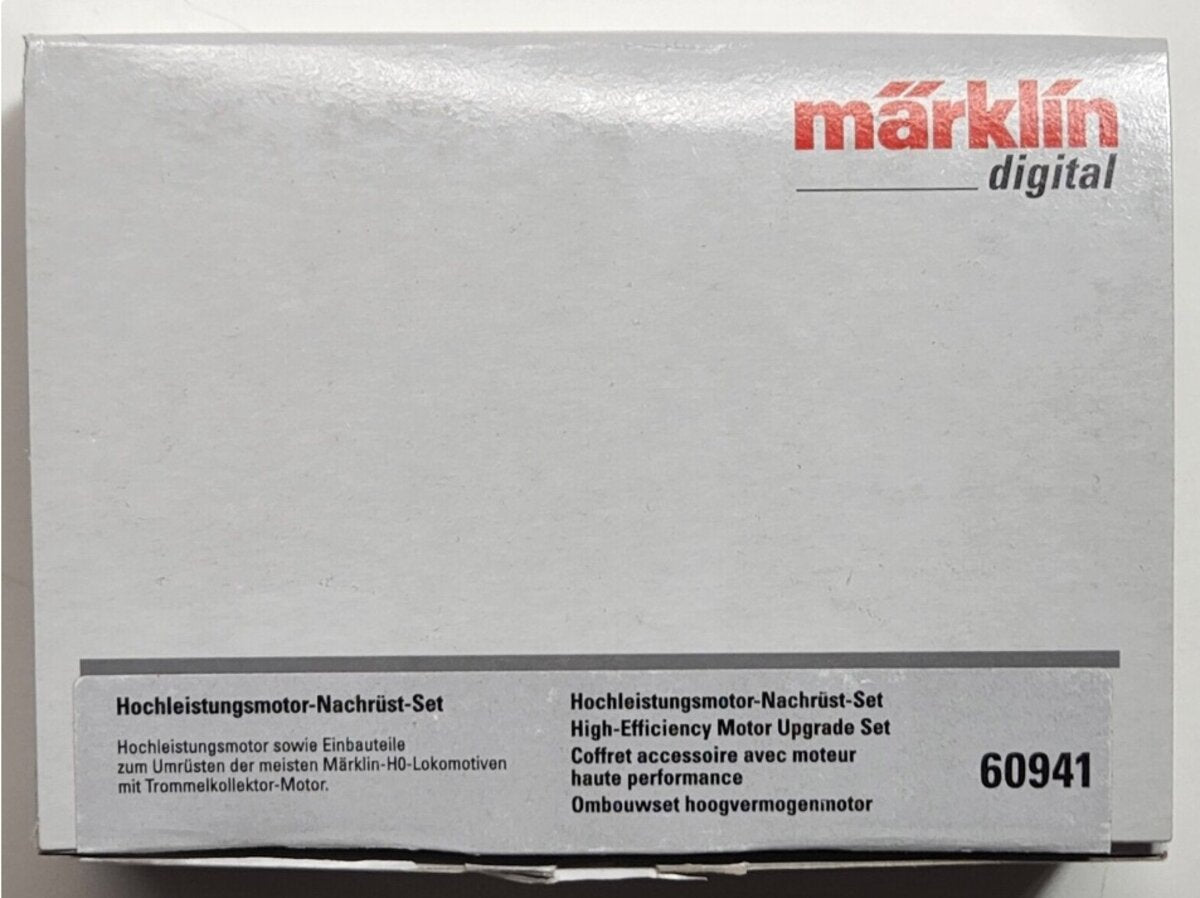 märklin
digital
Hochleistungsmotor-Nachrüst-Set
Hochleistungsmotor sowie Einbauteile
zum Umrüsten der meisten Märklin-H0-Lokomotiven
mit Trommelkollektor-Motor.
Hochleistungsmotor-Nachrüst-Set
High-Efficiency Motor Upgrade Set
Coffret accessoire avec moteur
haute performance
Ombouwset hoogvermogenmotor
60941